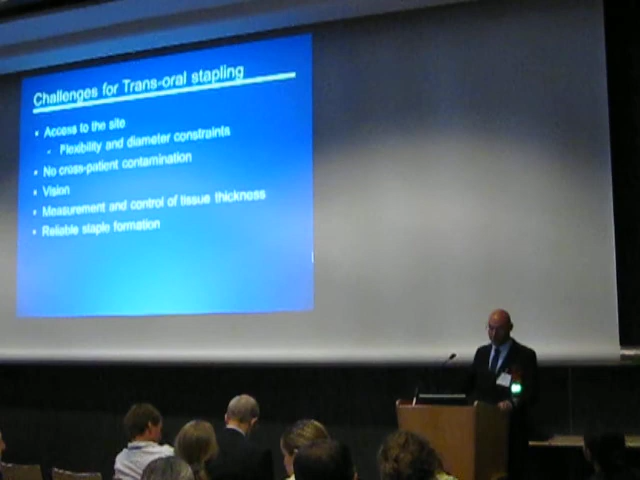 Challenges for Trans-oral stapling
• Access to the site
- Flexibility and diameter constraints
• No cross-patient contamination
• Vision
• Measurement and control of tissue thickness
• Reliable staple formation